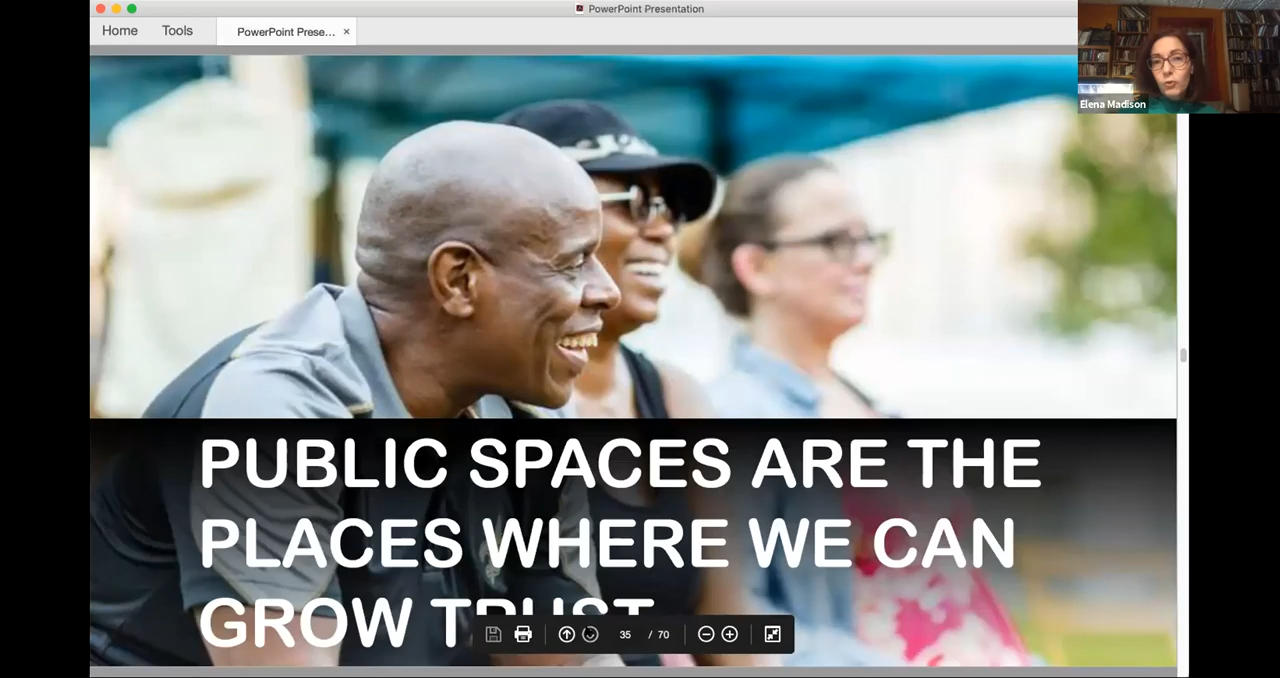 PowerPoint Presentation
Home Tools PowerPoint Prese... ×
Elena Madison
PUBLIC SPACES ARE THE
PLACES WHERE WE CAN
GROW TRUST
35 / 70